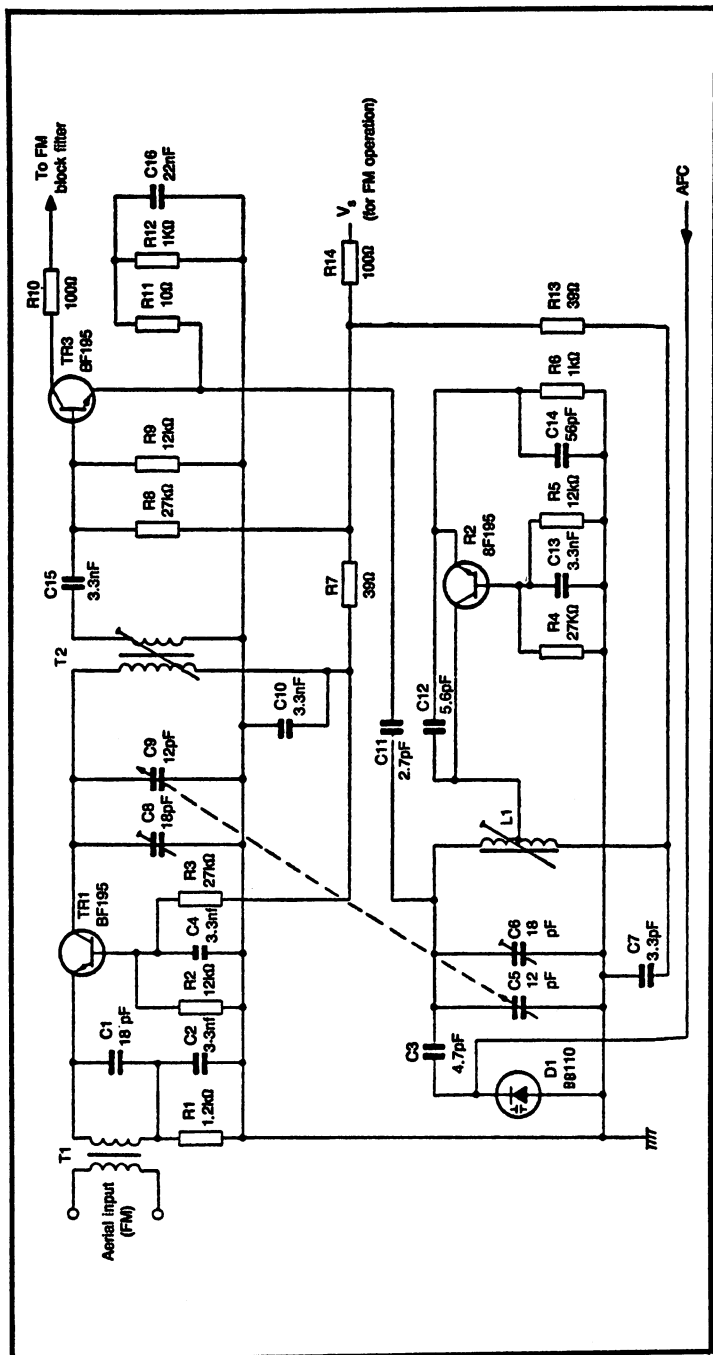 To FM
block filter
R10
100Ω
TR3
BF195
R11
10Ω
R12
1KΩ
C16
22nF
R9
12kΩ
R8
27kΩ
C15
3.3nF
T2
R14
100Ω
Vs
(for FM operation)
R7
39Ω
C10
3.3nF
C9
12pF
C8
18pF
TR1
BF195
R3
27kΩ
C4
3.3nf
R2
12kΩ
C1
18 pF
C2
3·3nF
R1
1.2kΩ
T1
Aerial input
(FM)
AFC
R13
39Ω
R6
1kΩ
C14
56pF
R5
12kΩ
R2
8F195
C13
3.3nF
R4
27KΩ
C12
5.6pF
C11
2.7pF
L1
C6
18
pF
C5
12
pF
C7
3.3pF
C3
4.7pF
D1
BB110